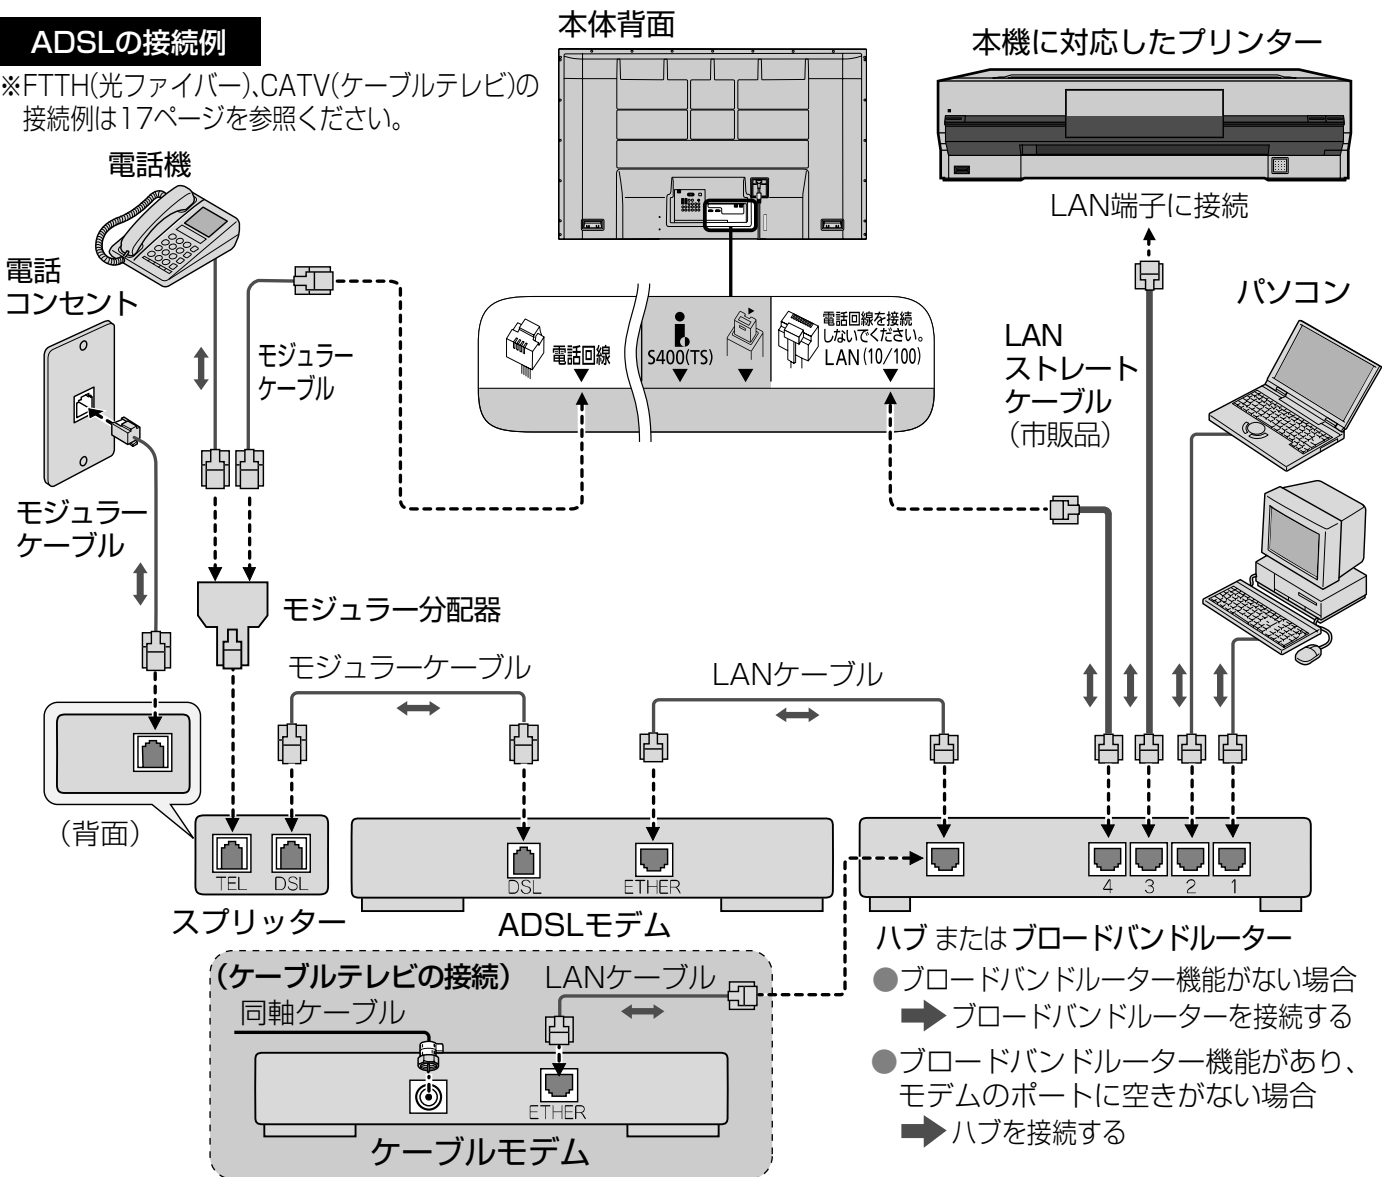 ADSLの接続例
※FTTH(光ファイバー)、CATV(ケーブルテレビ)の
接続例は17ページを参照ください。
本体背面
本機に対応したプリンター
LAN端子に接続
電話機
電話
コンセント
モジュラー
ケーブル
モジュラー
ケーブル
電話回線
i
S400(TS)
電話回線を接続
しないでください。
LAN(10/100)
LAN
ストレート
ケーブル
(市販品)
パソコン
モジュラー分配器
モジュラーケーブル
LANケーブル
(背面)
TEL
DSL
スプリッター
DSL
ETHER
ADSLモデム
4
3
2
1
ハブ または ブロードバンドルーター
●ブロードバンドルーター機能がない場合
➡ブロードバンドルーターを接続する
●ブロードバンドルーター機能があり、
モデムのポートに空きがない場合
➡ハブを接続する
(ケーブルテレビの接続)
LANケーブル
同軸ケーブル
ETHER
ケーブルモデム